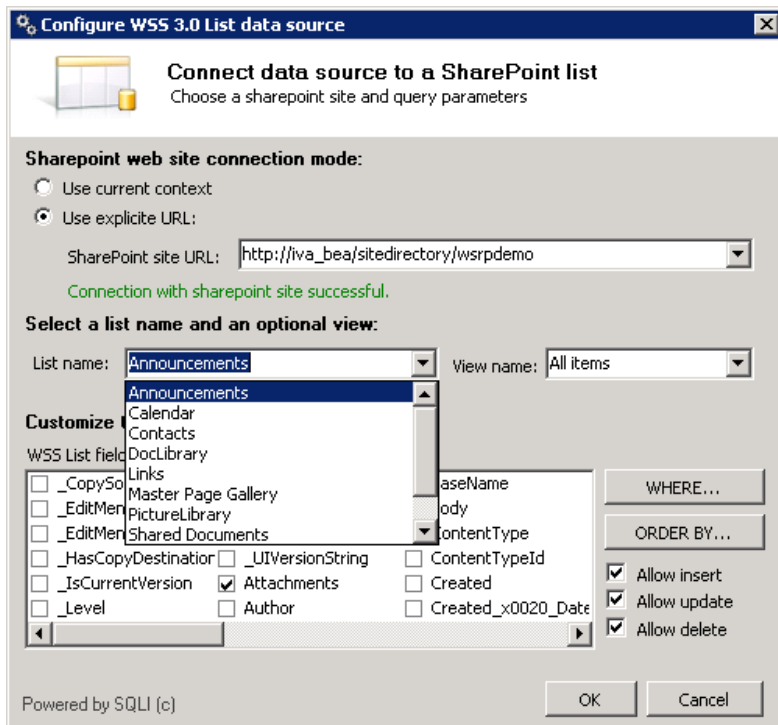 Configure WSS 3.0 List data source
Connect data source to a SharePoint list
Choose a sharepoint site and query parameters
Sharepoint web site connection mode:
Use current context
Use explicite URL:
SharePoint site URL: http://iva_bea/sitedirectory/wsrpdemo
Connection with sharepoint site successful.
Select a list name and an optional view:
List name: Announcements View name: All items
Announcements
Calendar
Contacts
DocLibrary
Links
Master Page Gallery
PictureLibrary
Shared Documents
Customize
WSS List field
_CopySo aseName WHERE...
_EditMen ody
_EditMen ontentType ORDER BY...
_HasCopyDestination _UIVersionString ContentTypeId
_IsCurrentVersion Attachments Created Allow insert
_Level Author Created_x0020_Date Allow update
Allow delete
Powered by SQLI (c) OK Cancel